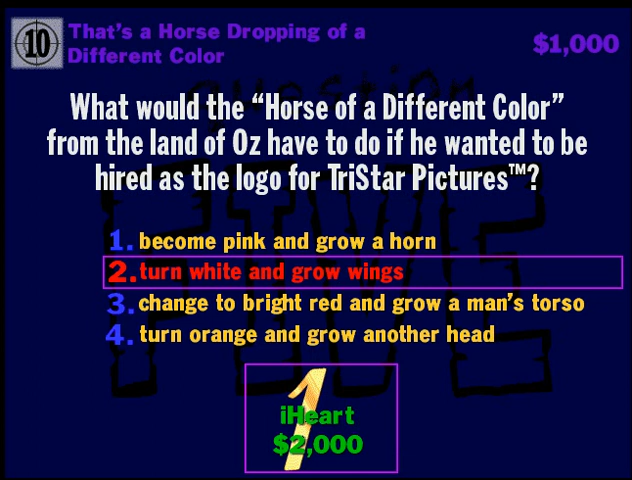 10
That's a Horse Dropping of a
Different Color
$1,000
question
FIVE
What would the “Horse of a Different Color”
from the land of Oz have to do if he wanted to be
hired as the logo for TriStar Pictures™?
1. become pink and grow a horn
2. turn white and grow wings
3. change to bright red and grow a man's torso
4. turn orange and grow another head
1
iHeart
$2,000